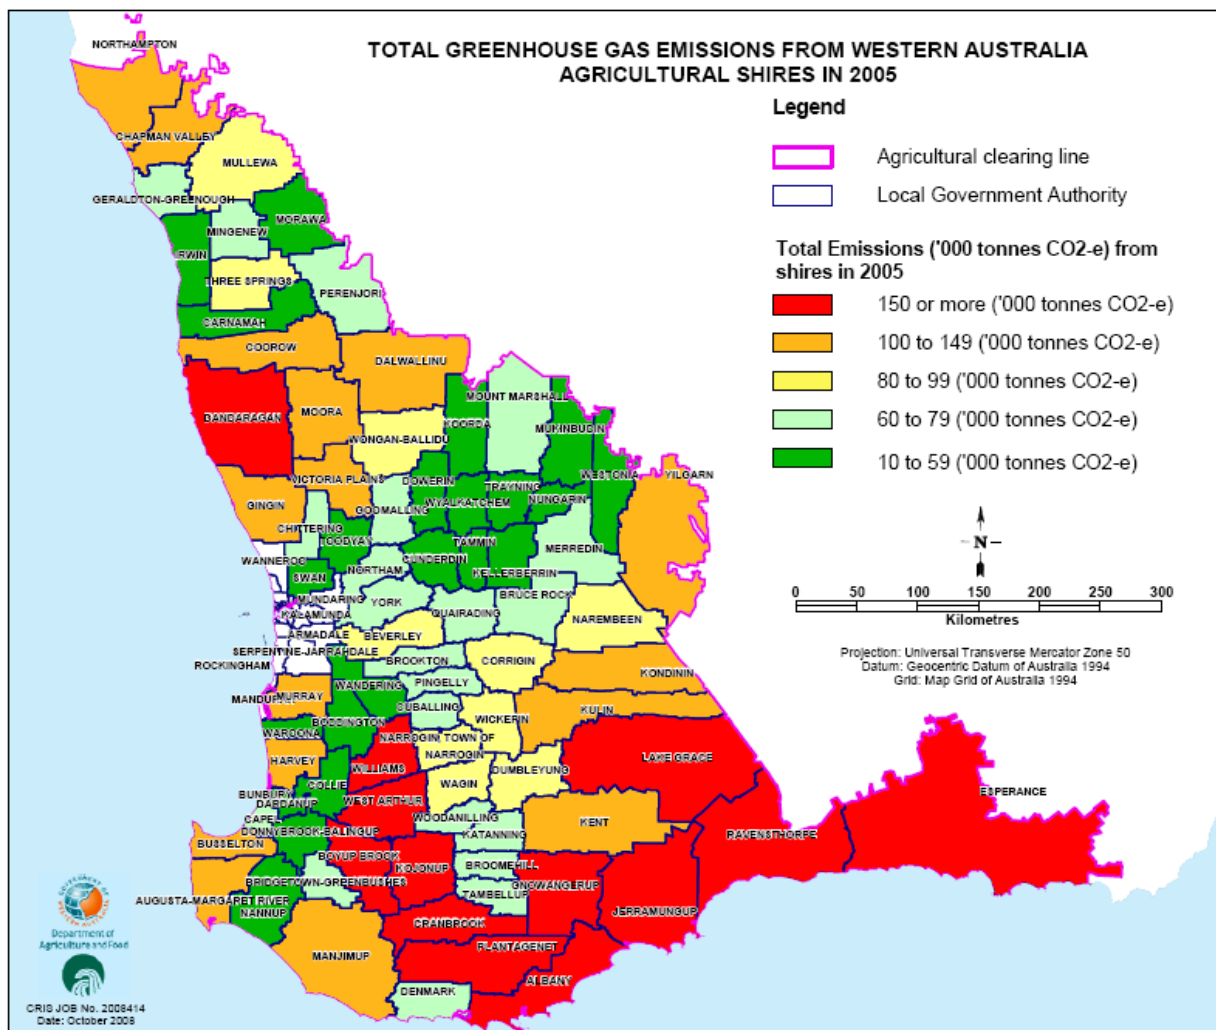 TOTAL GREENHOUSE GAS EMISSIONS FROM WESTERN AUSTRALIA
AGRICULTURAL SHIRES IN 2005
Legend
Agricultural clearing line
Local Government Authority
Total Emissions ('000 tonnes CO2-e) from
shires in 2005
150 or more ('000 tonnes CO2-e)
100 to 149 ('000 tonnes CO2-e)
80 to 99 ('000 tonnes CO2-e)
60 to 79 ('000 tonnes CO2-e)
10 to 59 ('000 tonnes CO2-e)
NORTHAMPTON
CHAPMAN VALLEY
MULLEWA
GERALDTON-GREENOUGH
MORAWA
MINGENEW
IRWIN
THREE SPRINGS
PERENJORI
CARNAMAH
COOROW
DALWALLINU
DANDARAGAN
MOORA
MOUNT MARSHALL
KOORDA
MUKINBUDIN
WONGAN-BALLIDU
VICTORIA PLAINS
DOWERIN
TRAYNING
WESTONIA
YILGARN
GINGIN
GOOMALLING
WYALKATCHEM
NUNGARIN
CHITTERING
TOODYAY
TAMMIN
MERREDIN
WANNEROO
CUNDERDIN
SWAN
NORTHAM
KELLERBERRIN
MUNDARING
YORK
BRUCE ROCK
KALAMUNDA
QUAIRADING
NAREMBEEN
ARMADALE
BEVERLEY
SERPENTINE-JARRAHDALE
ROCKINGHAM
BROOKTON
CORRIGIN
KONDININ
WANDERING
PINGELLY
MURRAY
CUBALLING
KULIN
BODDINGTON
WICKEPIN
WAROONA
NARROGIN, TOWN OF
NARROGIN
LAKE GRACE
HARVEY
WILLIAMS
DUMBLEYUNG
COLLIE
WAGIN
BUNBURY
ESPERANCE
DARDANUP
WEST ARTHUR
CAPEL
WOODANILLING
KENT
DONNYBROOK-BALINGUP
KATANNING
RAVENSTHORPE
BUSSELTON
BOYUP BROOK
KOJONUP
BROOMEHILL
BRIDGETOWN-GREENBUSHES
GNOWANGERUP
TAMBELLUP
AUGUSTA-MARGARET RIVER
NANNUP
JERRAMUNGUP
CRANBROOK
PLANTAGENET
MANJIMUP
ALBANY
DENMARK
N
0 50 100 150 200 250 300
Kilometres
Projection: Universal Transverse Mercator Zone 50
Datum: Geocentric Datum of Australia 1994
Grid: Map Grid of Australia 1994
GOVERNMENT OF
WESTERN AUSTRALIA
Department of
Agriculture and Food
CRIS JOB No. 2008414
Date: October 2008